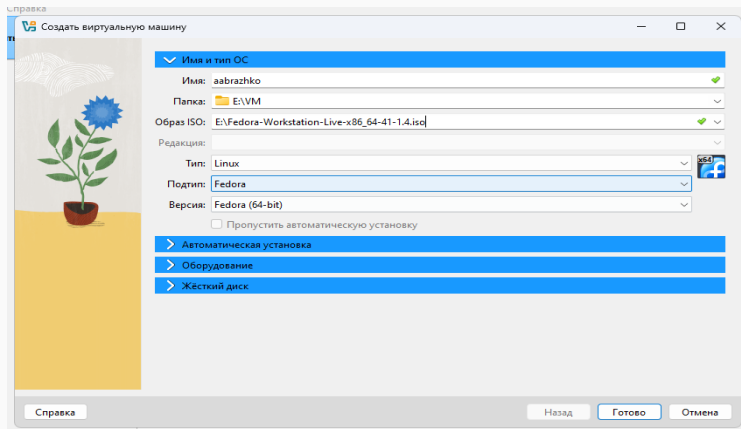 Справка
Создать виртуальную машину
Имя и тип ОС
Имя: aabrazhko
Папка: E:\VM
Образ ISO: E:\Fedora-Workstation-Live-x86_64-41-1.4.iso
Редакция:
Тип: Linux
x64
Подтип: Fedora
Версия: Fedora (64-bit)
Пропустить автоматическую установку
Автоматическая установка
Оборудование
Жёсткий диск
Справка
Назад
Готово
Отмена